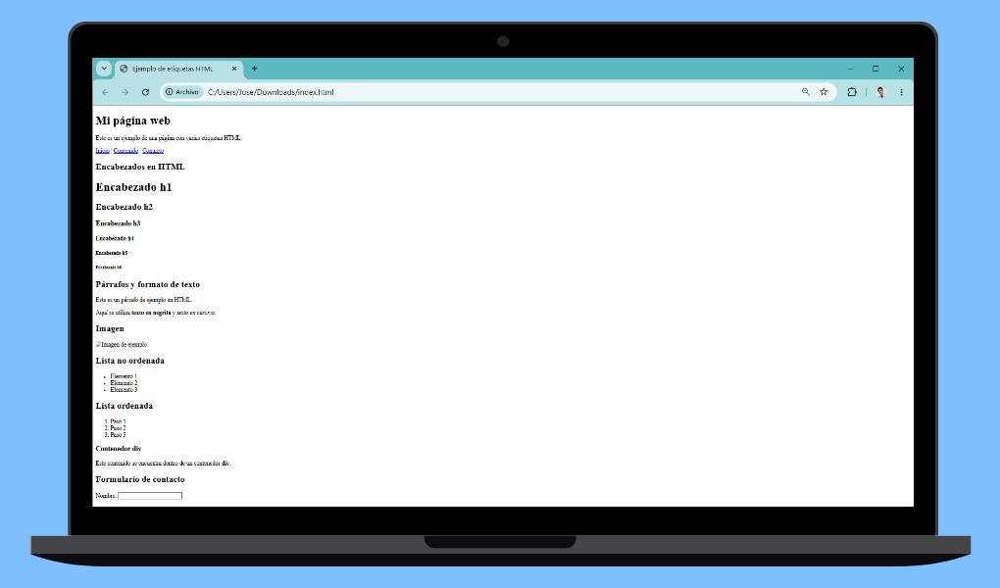 Ejemplo de etiquetas HTML
Archivo C:/Users/Jose/Downloads/index.html
Mi página web
Este es un ejemplo de una página con varias etiquetas HTML.
Inicio | Contenido | Contacto
Encabezados en HTML
Encabezado h1
Encabezado h2
Encabezado h3
Encabezado h4
Encabezado h5
Encabezado h6
Párrafos y formato de texto
Este es un párrafo de ejemplo en HTML.
Aquí se utiliza texto en negrita y texto en cursiva.
Imagen
Imagen de ejemplo
Lista no ordenada
• Elemento 1
• Elemento 2
• Elemento 3
Lista ordenada
1. Paso 1
2. Paso 2
3. Paso 3
Contenedor div
Este contenido se encuentra dentro de un contenedor div.
Formulario de contacto
Nombre: